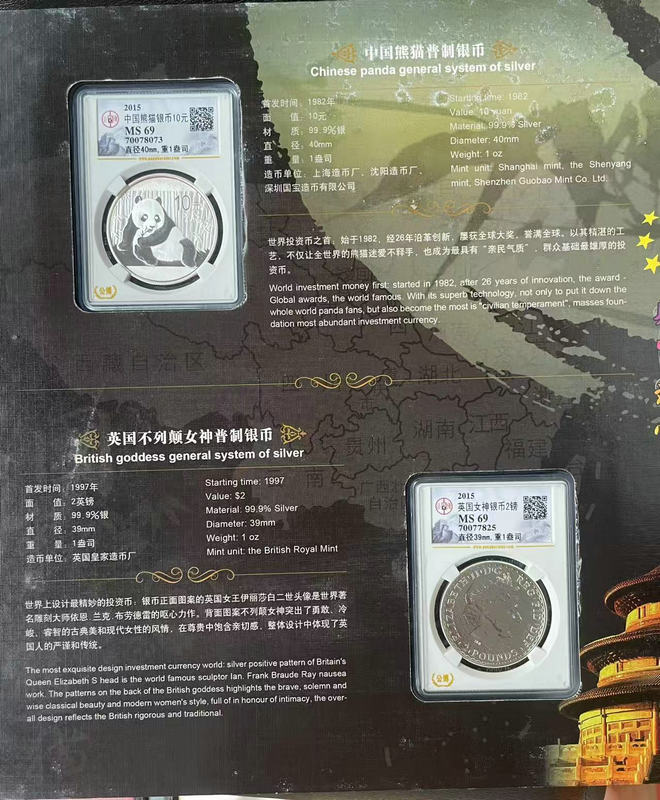 中国熊猫普制银币
Chinese panda general system of silver
2015
中国熊猫银币10元
MS 69
70078073
直径40mm,重1盎司
10
公博
首发时间：1982年
面 值：10元
材 质：99.9%银
直 径：40mm
重 量：1盎司
造币单位：上海造币厂、沈阳造币厂、
深圳国宝造币有限公司
Starting time: 1982
Value: 10 yuan
Material: 99.9% Silver
Diameter: 40mm
Weight: 1 oz
Mint unit: Shanghai mint, the Shenyang
mint, Shenzhen Guobao Mint Co. Ltd.
世界投资币之首，始于1982，经26年沿革创新，屡获全球大奖，誉满全球。以其精湛的工
艺，不仅让全世界的熊猫迷爱不释手，也成为最具有“亲民气质”，群众基础最雄厚的投
资币。
World investment money first: started in 1982, after 26 years of innovation, the award -
Global awards, the world famous. With its superb technology, not only to put it down the
whole world panda fans, but also become the most is "civilian temperament", masses foun-
dation most abundant investment currency.
西藏自治区
湖北
湖南
江西
贵州
福建
南
广西壮
自治
英国不列颠女神普制银币
British goddess general system of silver
首发时间：1997年
面 值：2英镑
材 质：99.9%银
直 径：39mm
重 量：1盎司
造币单位：英国皇家造币厂
Starting time: 1997
Value: $2
Material: 99.9% Silver
Diameter: 39mm
Weight: 1 oz
Mint unit: the British Royal Mint
世界上设计最精妙的投资币：银币正面图案的英国女王伊丽莎白二世头像是世界著
名雕刻大师依恩.兰克.布劳德雷的呕心力作，背面图案不列颠女神突出了勇敢、冷
峻、睿智的古典美和现代女性的风情，在尊贵中饱含亲切感，整体设计中体现了英
国人的严谨和传统。
The most exquisite design investment currency world: silver positive pattern of Britain's
Queen Elizabeth S head is the world famous sculptor Ian. Frank Braude Ray nausea
work. The patterns on the back of the British goddess highlights the brave, solemn and
wise classical beauty and modern women's style, full of in honour of intimacy, the over-
all design reflects the British rigorous and traditional.
2015
英国女神银币2镑
MS 69
70077825
直径39mm,重1盎司
ELIZABETH II D G REG F D
2 POUNDS
公博